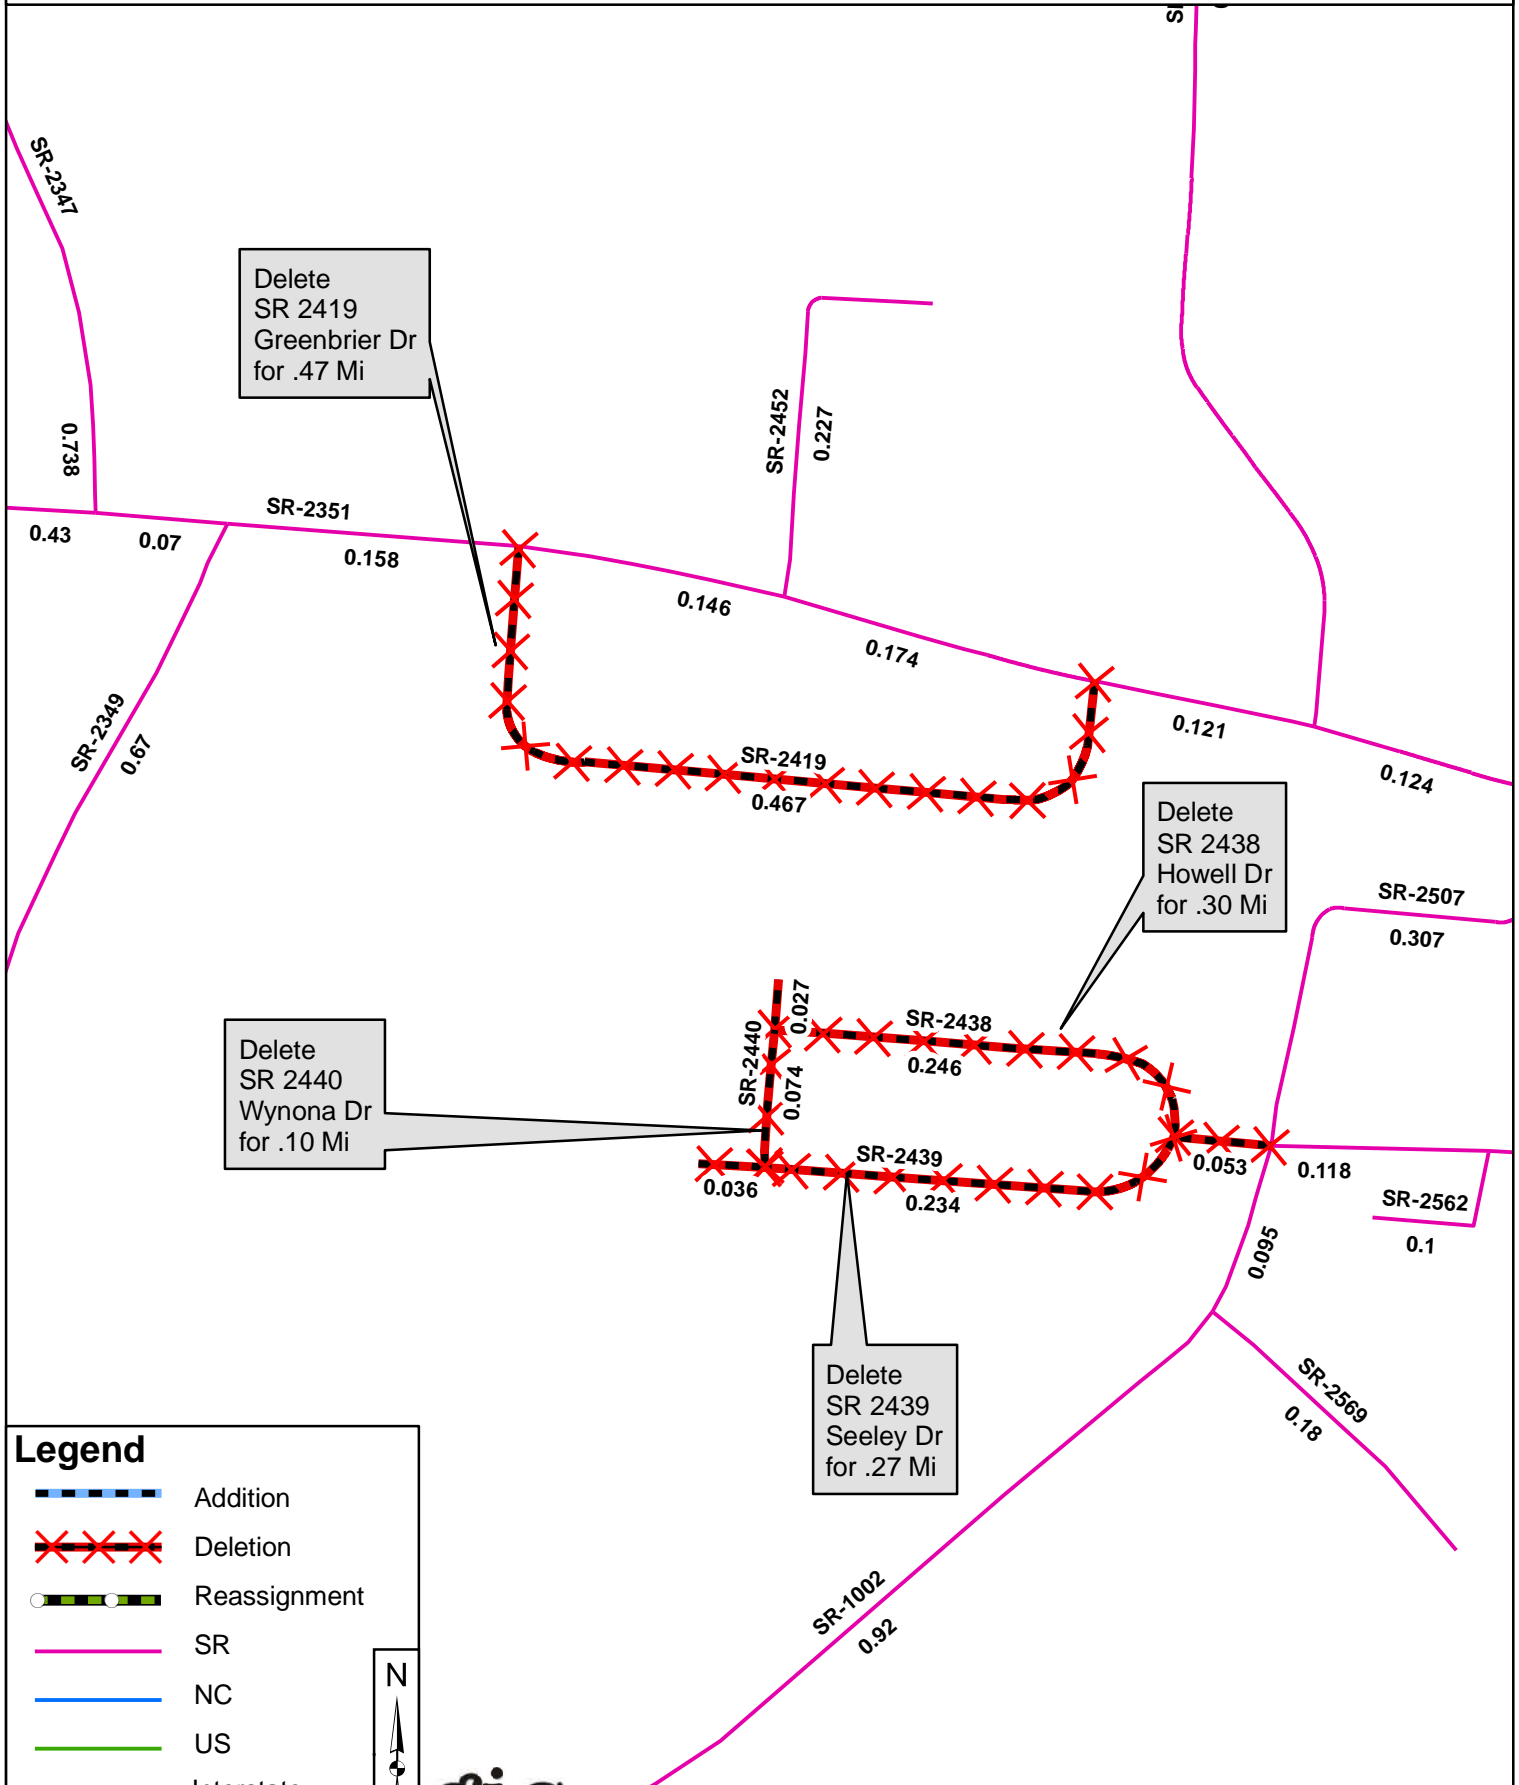 SR-2347
0.738
Delete
SR 2419
Greenbrier Dr
for .47 Mi
SR-2452
0.227
SR-2351
0.43
0.07
0.158
0.146
0.174
0.121
0.124
SR-2349
0.67
SR-2419
0.467
Delete
SR 2438
Howell Dr
for .30 Mi
SR-2507
0.307
0.027
SR-2438
0.246
SR-2440
0.074
Delete
SR 2440
Wynona Dr
for .10 Mi
SR-2439
0.036
0.234
0.053
0.118
SR-2562
0.1
0.095
Delete
SR 2439
Seeley Dr
for .27 Mi
SR-2569
0.18
SR-1002
0.92
Legend
Addition
Deletion
Reassignment
SR
NC
US
Interstate
N